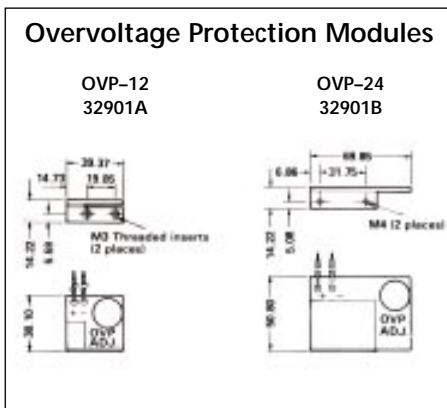 Overvoltage Protection Modules
OVP–12
32901A
OVP–24
32901B
39.37
14.73
19.05
14.22
M3 Threaded inserts
(2 places)
69.85
6.86
31.75
14.22
5.08
M4 (2 places)
38.10
OVP
ADJ.
50.80
OVP
ADJ.